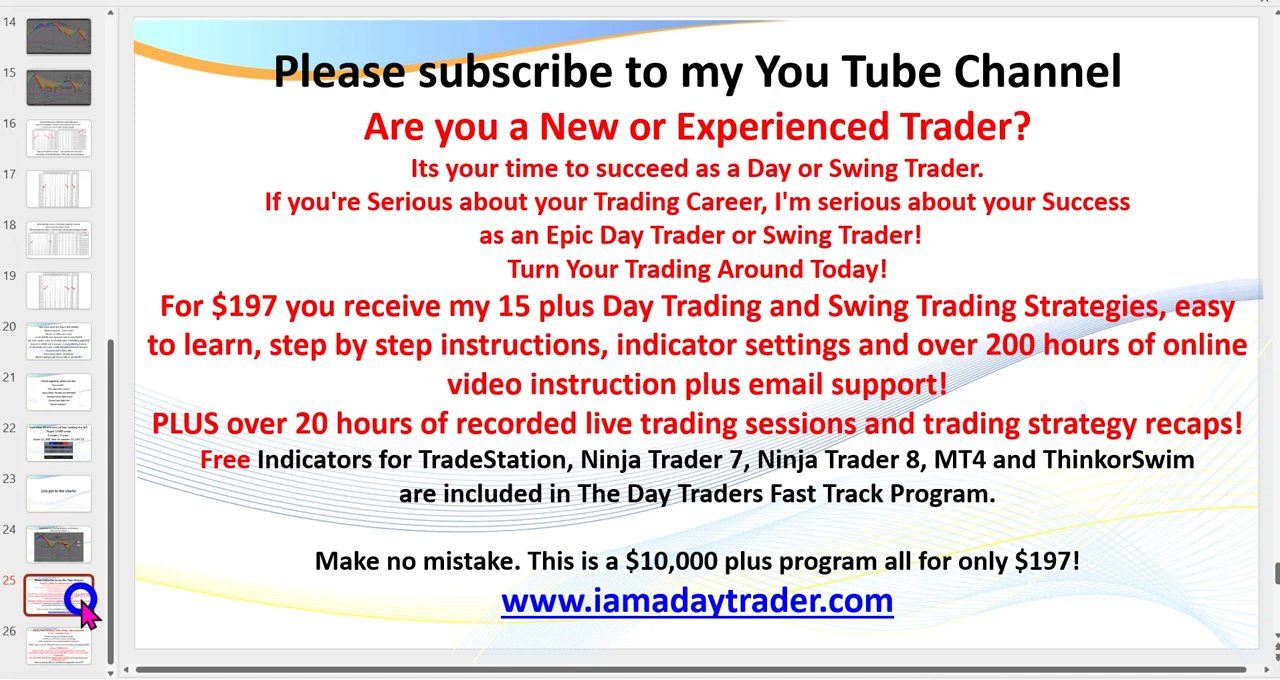 Please subscribe to my You Tube Channel
Are you a New or Experienced Trader?
Its your time to succeed as a Day or Swing Trader.
If you're Serious about your Trading Career, I'm serious about your Success
as an Epic Day Trader or Swing Trader!
Turn Your Trading Around Today!
For $197 you receive my 15 plus Day Trading and Swing Trading Strategies, easy
to learn, step by step instructions, indicator settings and over 200 hours of online
video instruction plus email support!
PLUS over 20 hours of recorded live trading sessions and trading strategy recaps!
Free Indicators for TradeStation, Ninja Trader 7, Ninja Trader 8, MT4 and ThinkorSwim
are included in The Day Traders Fast Track Program.
Make no mistake. This is a $10,000 plus program all for only $197!
www.iamadaytrader.com
14
15
16
17
18
19
20
21
22
23
Lets get to the charts!
24
25
26